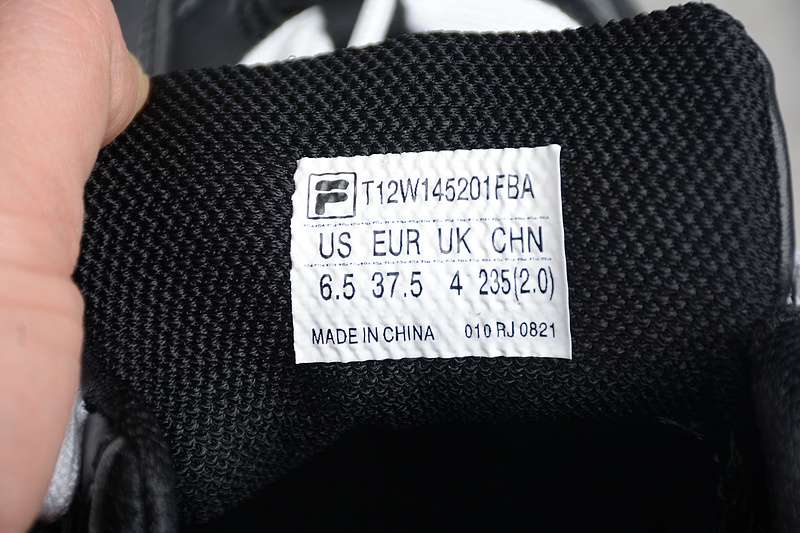 F T12W145201FBA
US EUR UK CHN
6.5 37.5 4 235(2.0)
MADE IN CHINA 010 RJ 0821